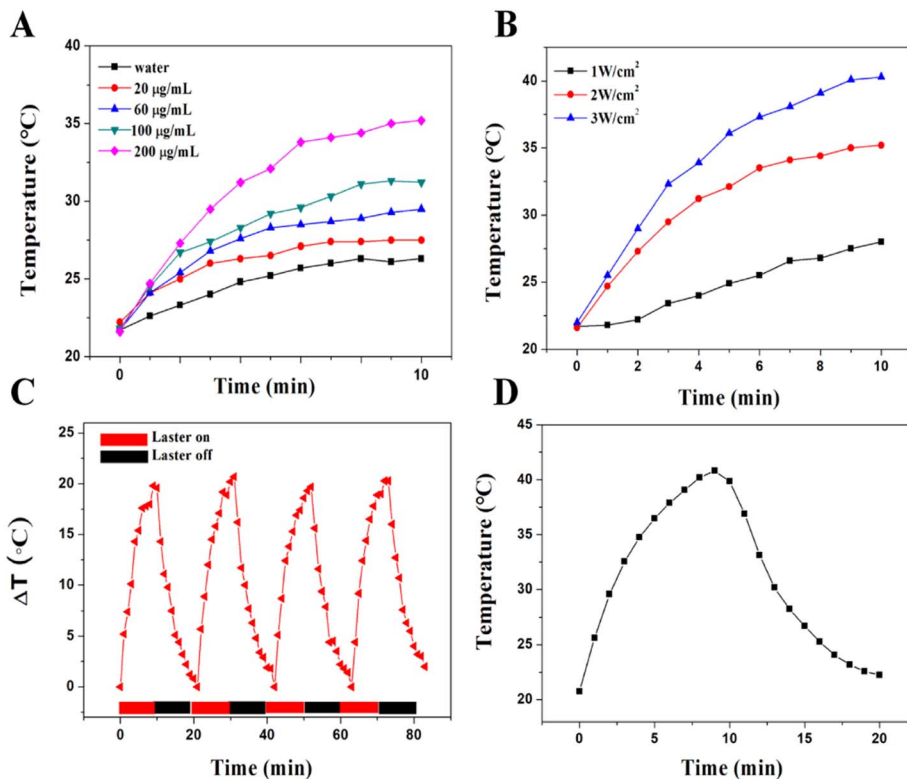 A
40
35
30
25
20
Temperature (°C)
water
20 μg/mL
60 μg/mL
100 μg/mL
200 μg/mL
0
10
Time (min)
B
40
35
30
25
20
Temperature (°C)
1W/cm²
2W/cm²
3W/cm²
0 2 4 6 8 10
Time (min)
C
25
20
15
10
5
0
Δ T (°C)
Laster on
Laster off
0 20 40 60 80
Time (min)
D
45
40
35
30
25
20
Temperature (°C)
0 5 10 15 20
Time (min)